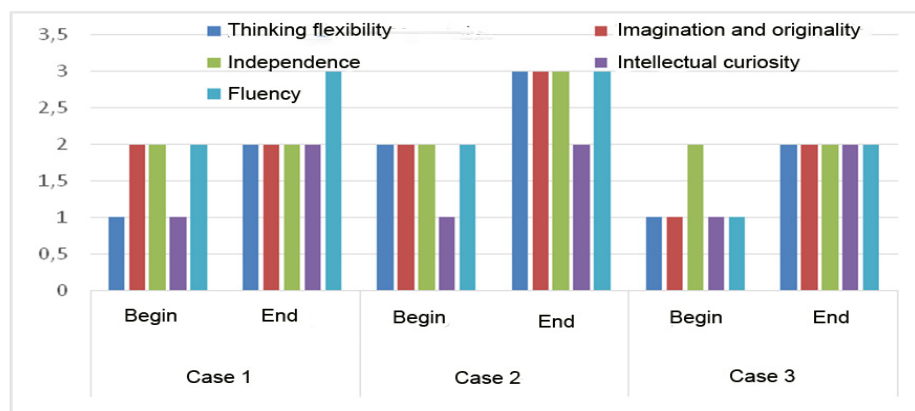 3,5
Thinking flexibility
Imagination and originality
3
Independence
Intellectual curiosity
2,5
Fluency
2
1,5
1
0,5
0
Begin End Begin End Begin End
Case 1 Case 2 Case 3